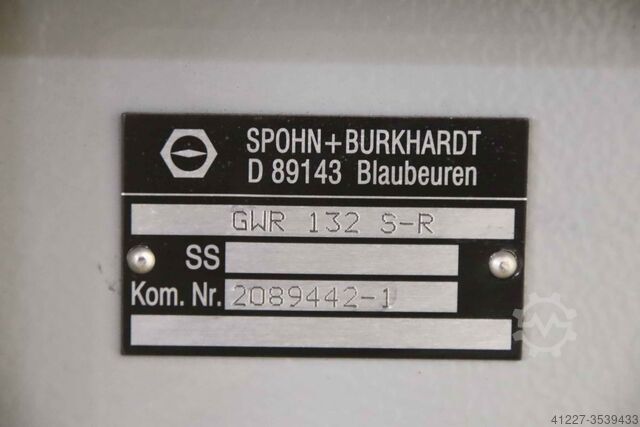 SPOHN+BURKHARDT
D 89143 Blaubeuren
GWR 132 S-R
SS
Kom. Nr. 2089442-1
41227-3539433